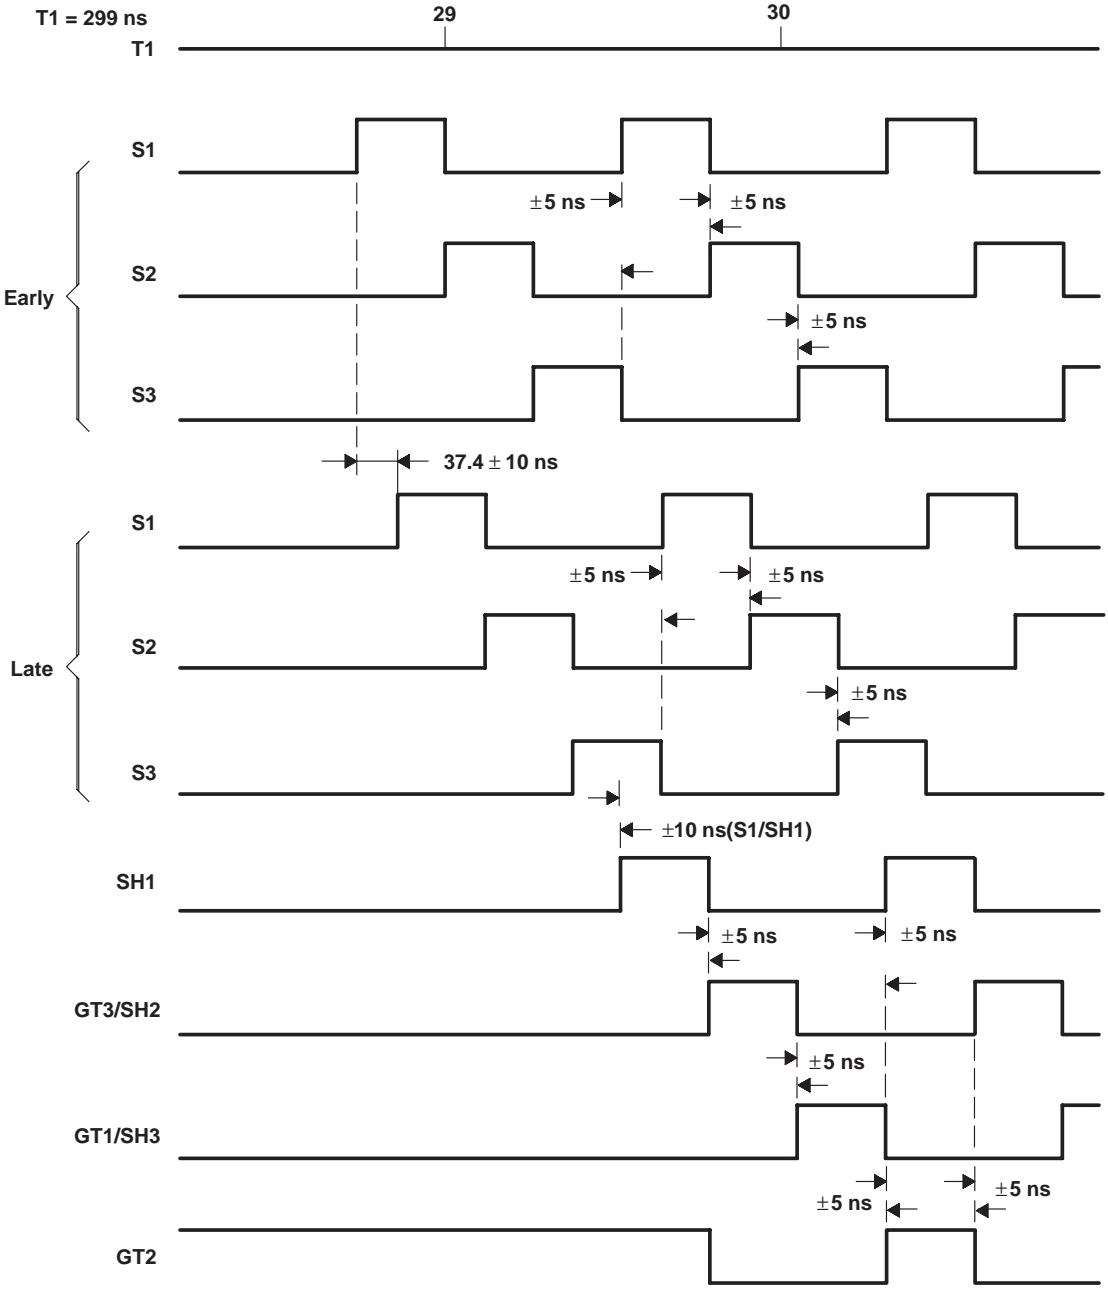 T1 = 299 ns
29
30
T1
S1
±5 ns
±5 ns
S2
Early
±5 ns
S3
37.4 ± 10 ns
S1
±5 ns
±5 ns
S2
Late
±5 ns
S3
±10 ns(S1/SH1)
SH1
±5 ns
±5 ns
GT3/SH2
±5 ns
GT1/SH3
±5 ns
±5 ns
GT2